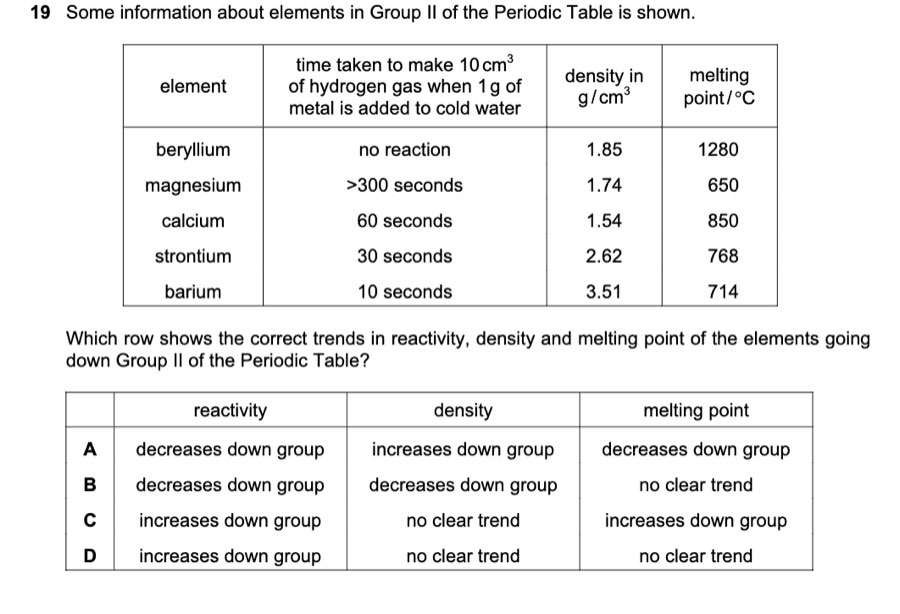 19 Some information about elements in Group II of the Periodic Table is shown.
element
time taken to make 10 cm³
of hydrogen gas when 1 g of
metal is added to cold water
density in
g / cm³
melting
point / °C
beryllium no reaction 1.85 1280
magnesium >300 seconds 1.74 650
calcium 60 seconds 1.54 850
strontium 30 seconds 2.62 768
barium 10 seconds 3.51 714
Which row shows the correct trends in reactivity, density and melting point of the elements going
down Group II of the Periodic Table?
reactivity density melting point
A decreases down group increases down group decreases down group
B decreases down group decreases down group no clear trend
C increases down group no clear trend increases down group
D increases down group no clear trend no clear trend